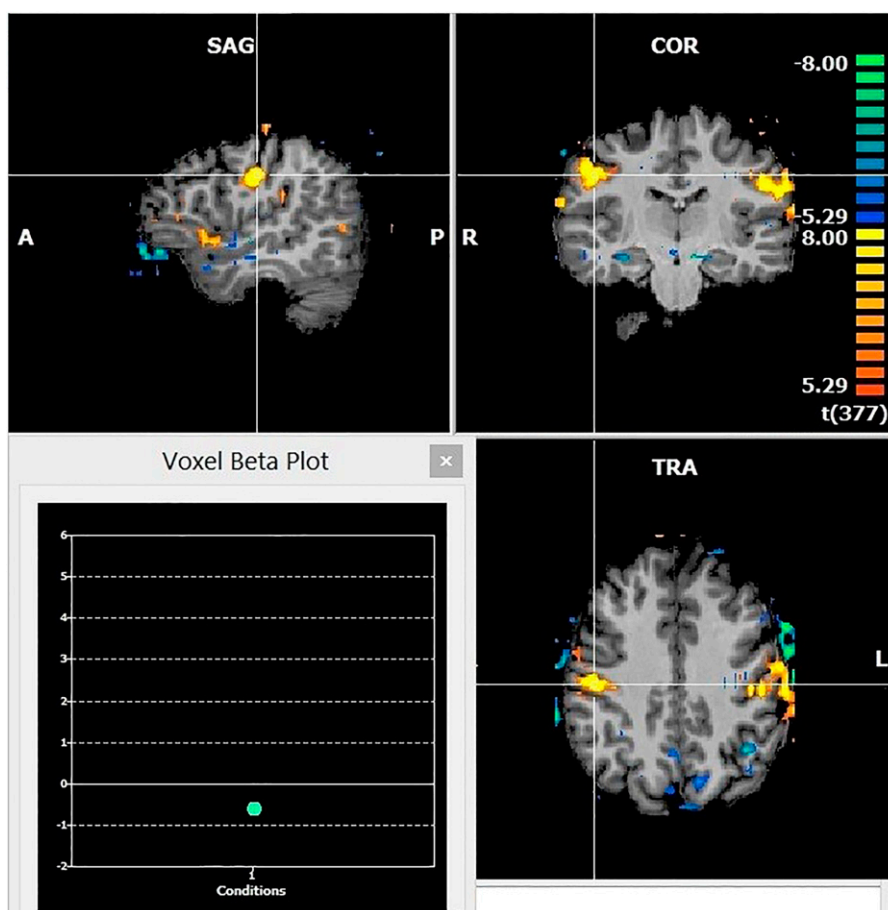 SAG
A
P
COR
R
-8.00
-5.29
8.00
5.29
t(377)
Voxel Beta Plot
×
6
5
4
3
2
1
0
-1
-2
1
Conditions
TRA
L